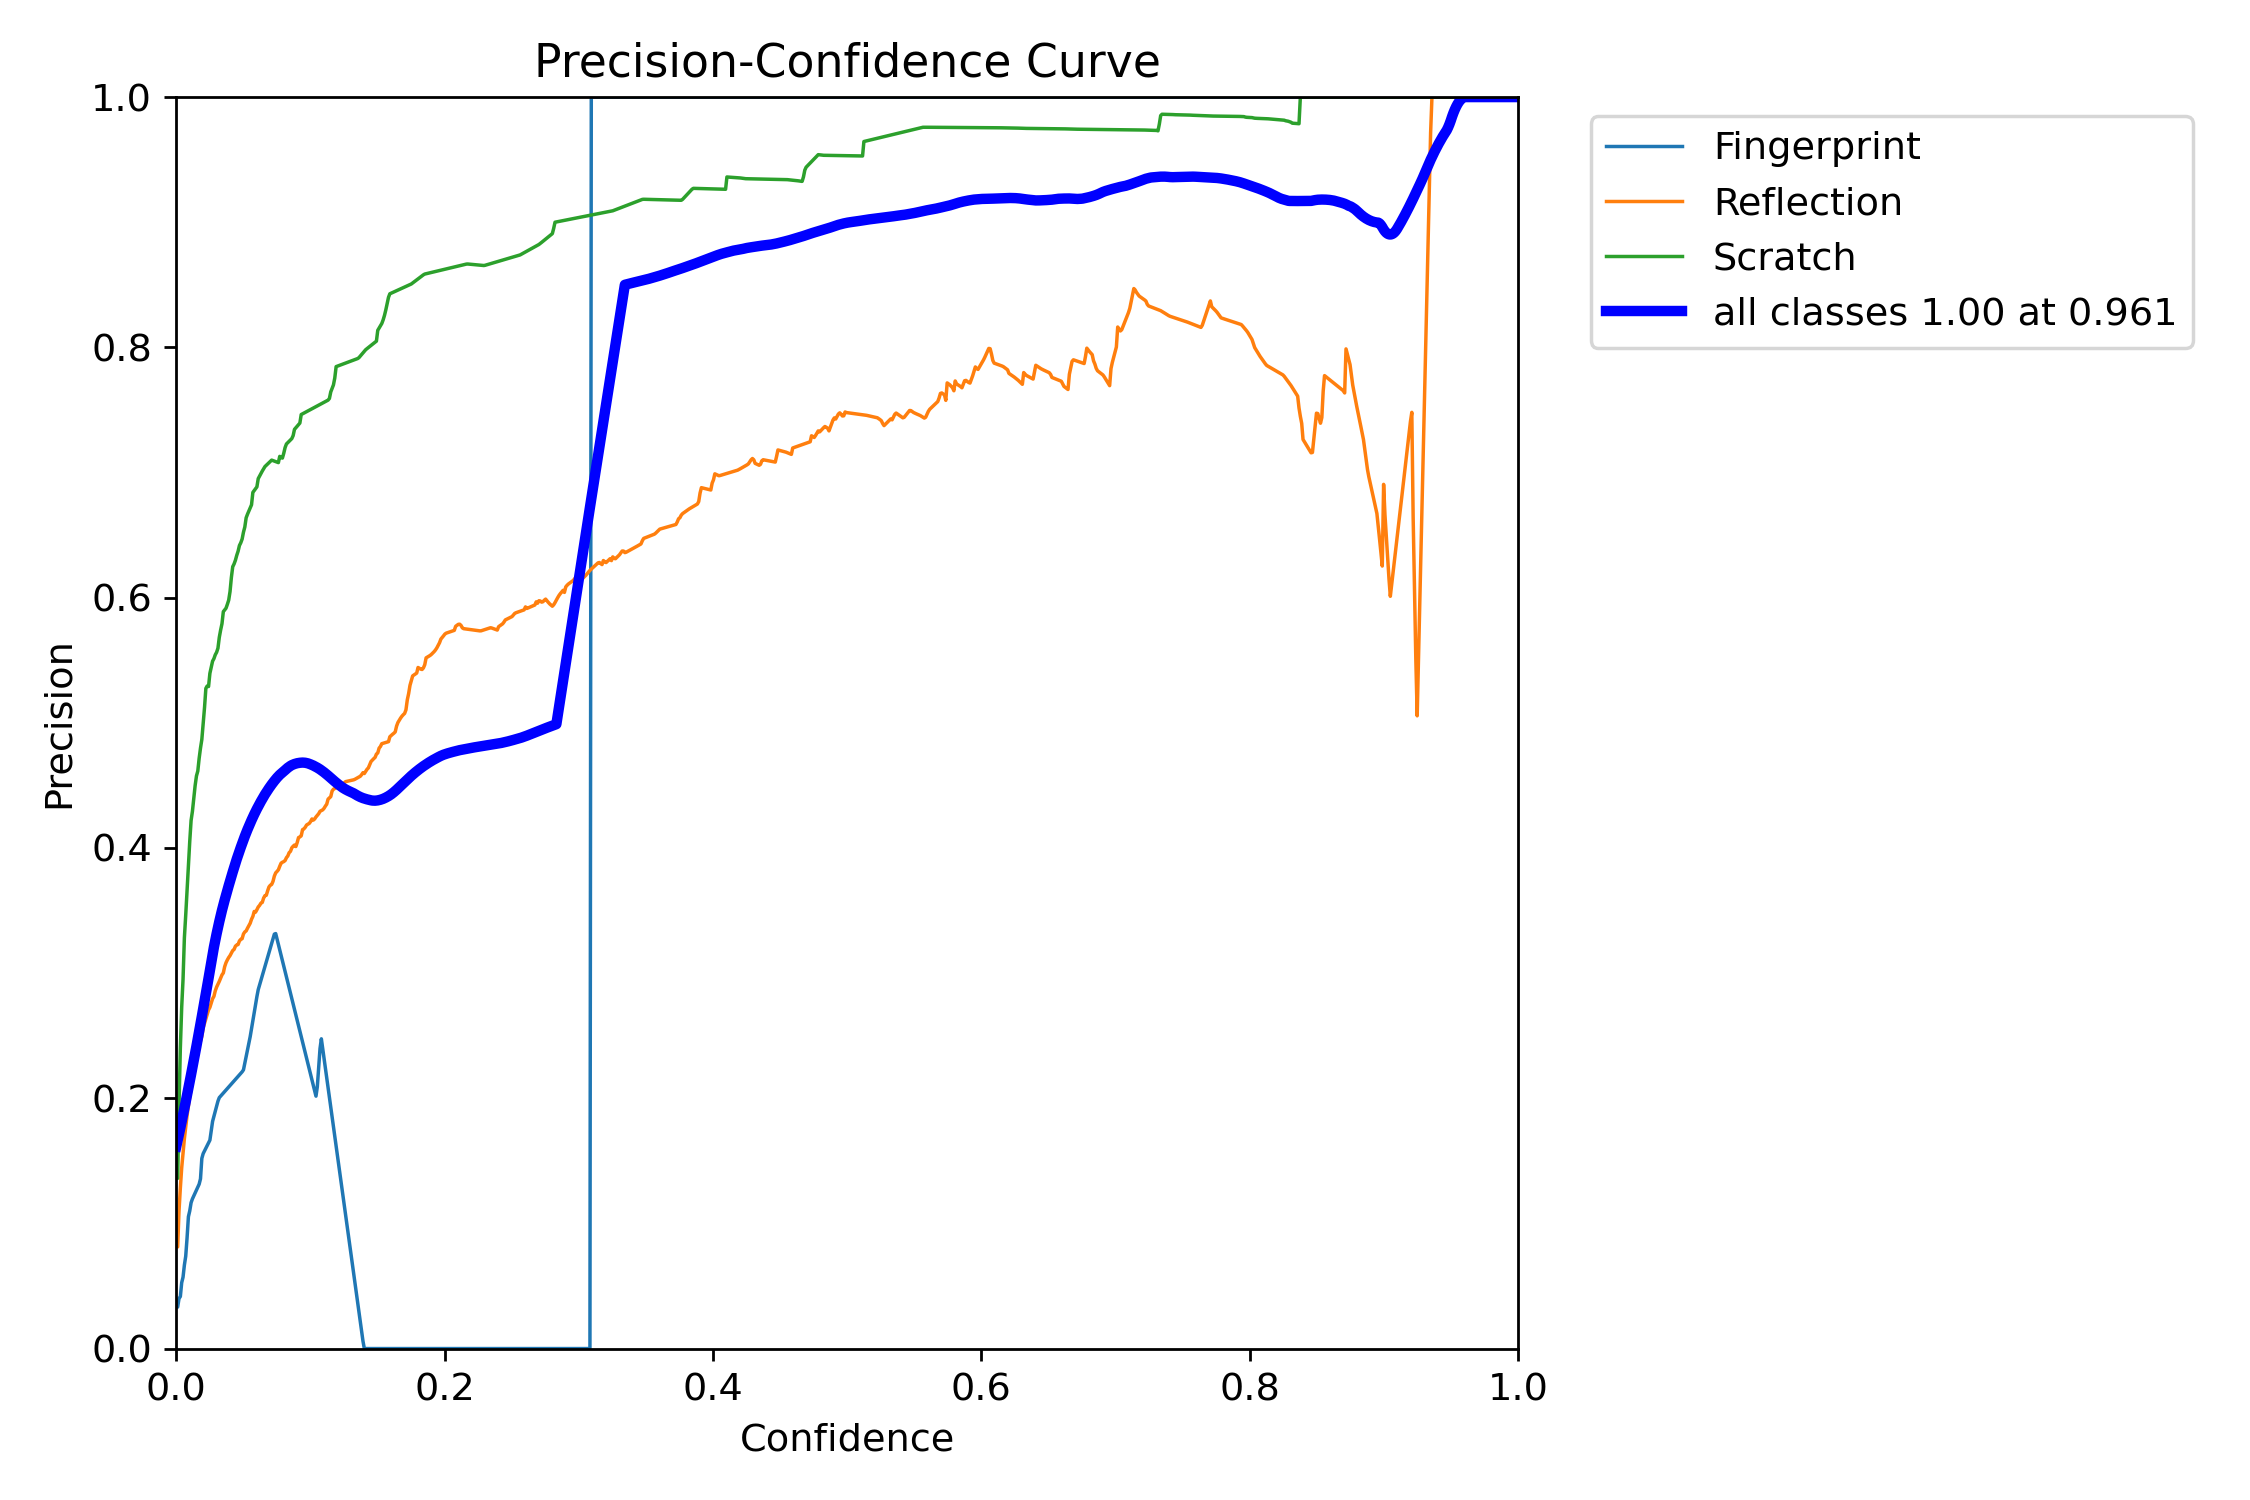 Precision-Confidence Curve
1.0
0.8
0.6
0.4
0.2
0.0
Precision
0.0 0.2 0.4 0.6 0.8 1.0
Confidence
Fingerprint
Reflection
Scratch
all classes 1.00 at 0.961